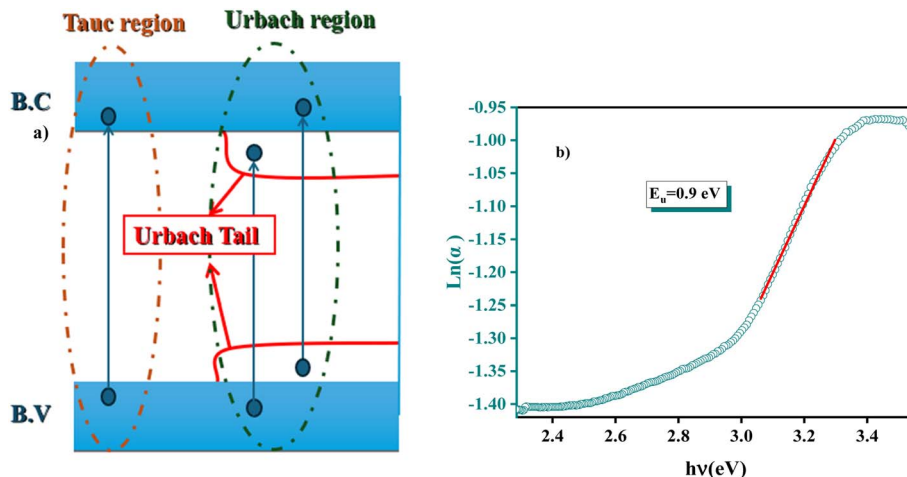 Tauc region
Urbach region
B.C
a)
Urbach Tail
B.V
b)
E_u=0.9 eV
Ln(α)
-0.95
-1.00
-1.05
-1.10
-1.15
-1.20
-1.25
-1.30
-1.35
-1.40
2.4 2.6 2.8 3.0 3.2 3.4
hν(eV)